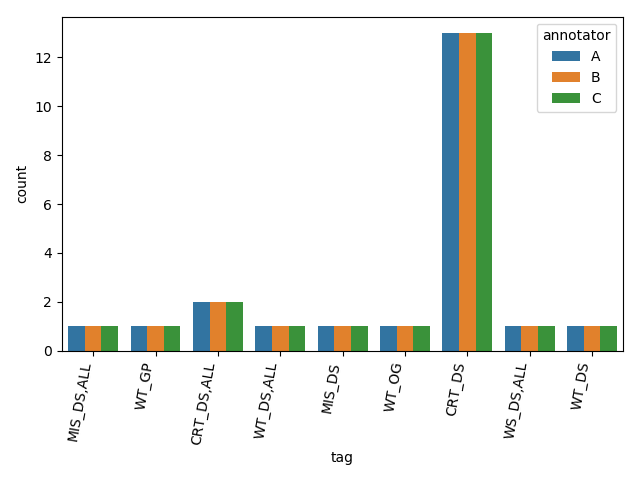 annotator
A
B
C
count
12
10
8
6
4
2
0
MIS_DS,ALL
WT_GP
CRT_DS,ALL
WT_DS,ALL
MIS_DS
WT_OG
CRT_DS
WS_DS,ALL
WT_DS
tag